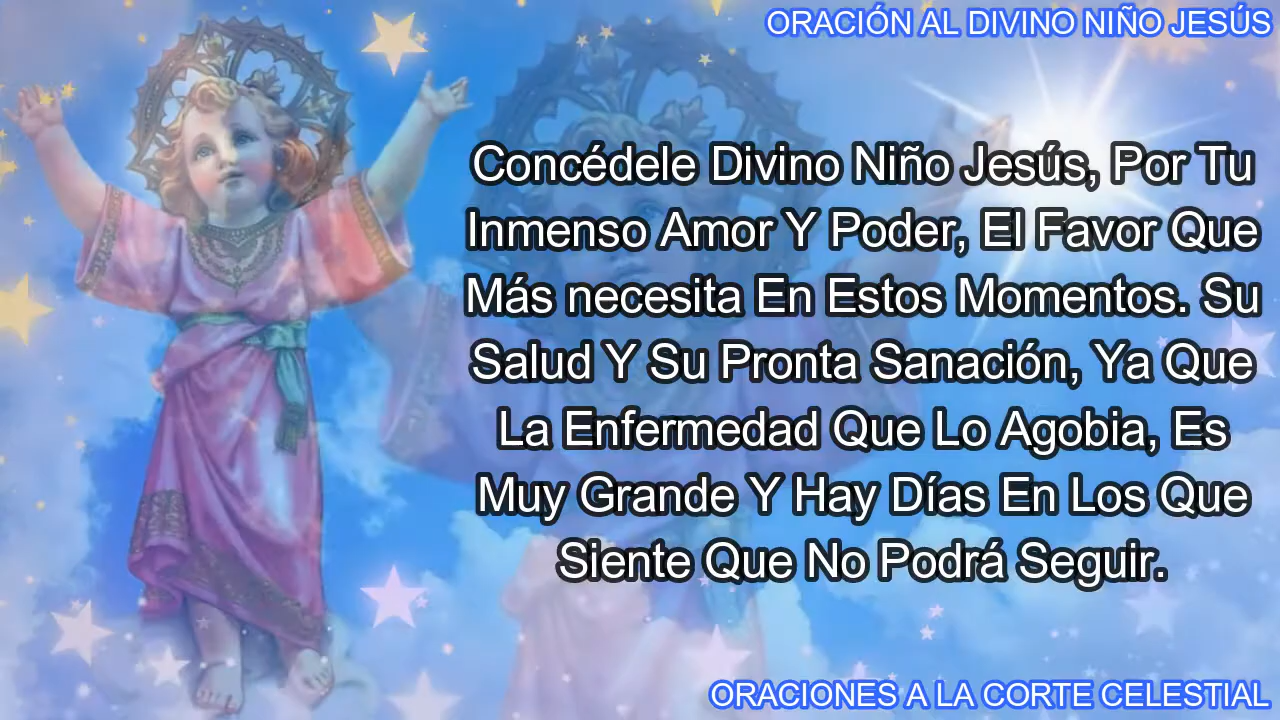 ORACIÓN AL DIVINO NIÑO JESÚS
Concédele Divino Niño Jesús, Por Tu
Inmenso Amor Y Poder, El Favor Que
Más necesita En Estos Momentos. Su
Salud Y Su Pronta Sanación, Ya Que
La Enfermedad Que Lo Agobia, Es
Muy Grande Y Hay Días En Los Que
Siente Que No Podrá Seguir.
ORACIONES A LA CORTE CELESTIAL